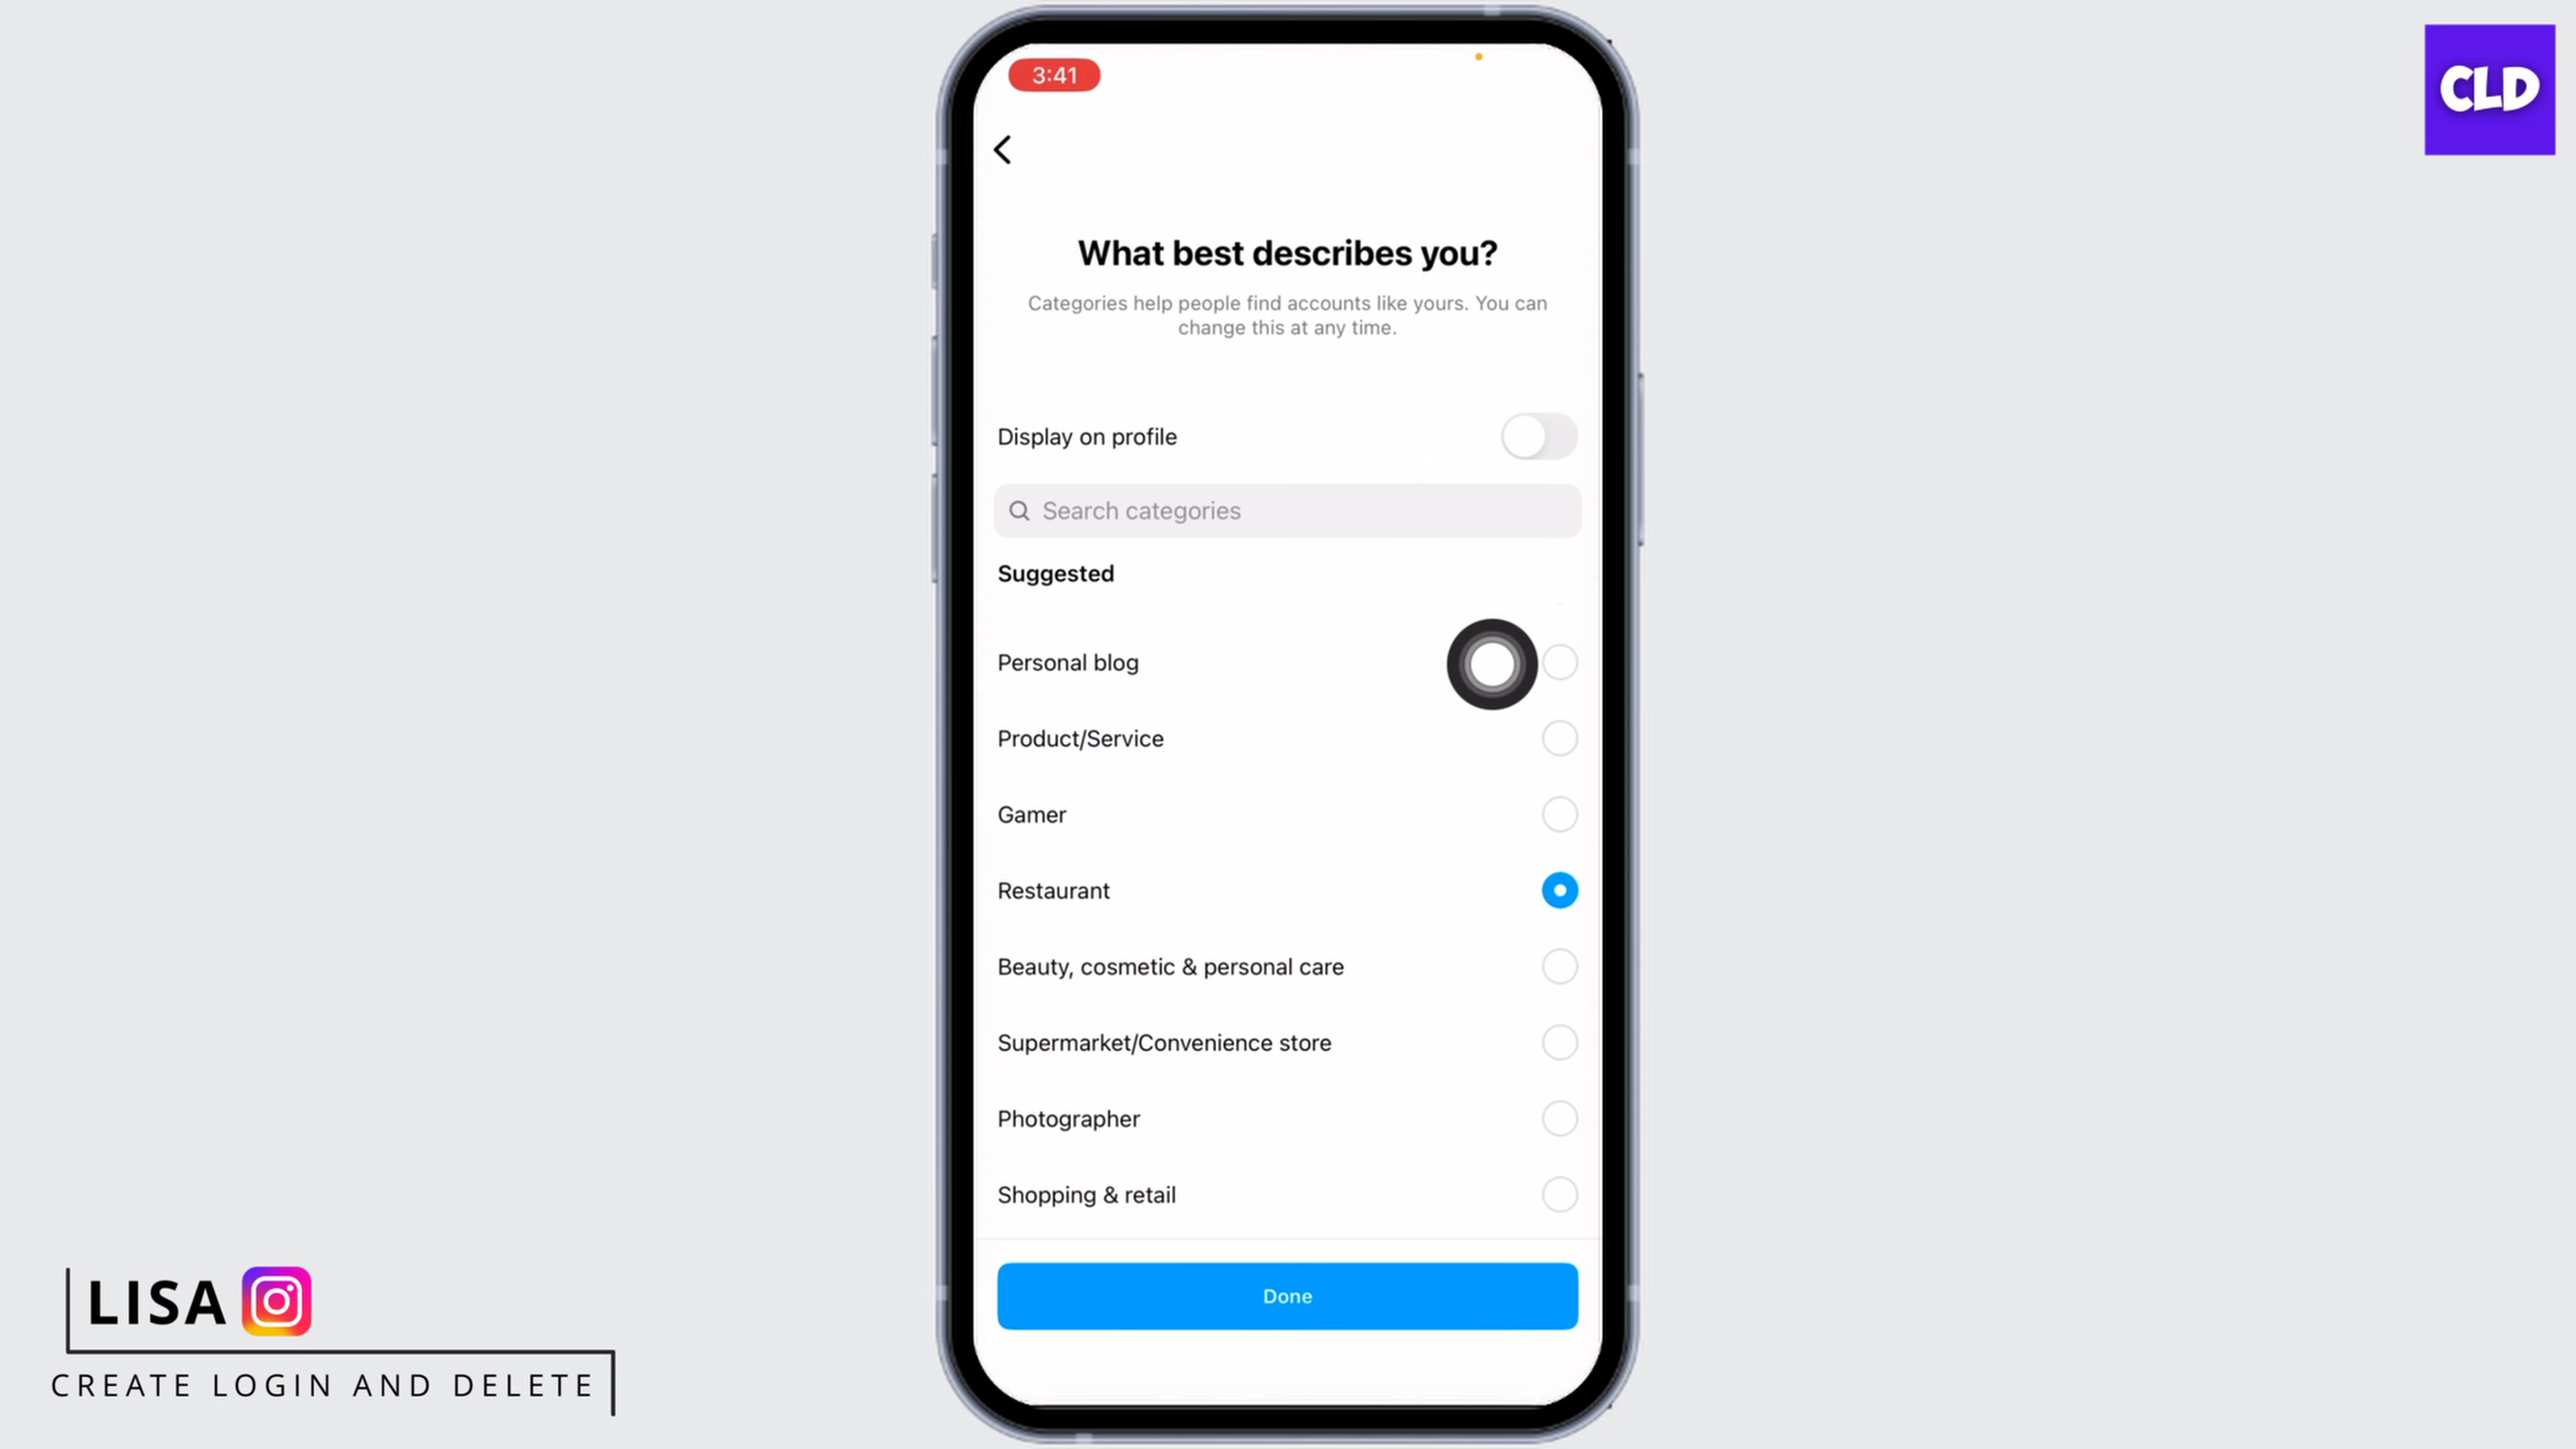 3:41
CLD
What best describes you?
Categories help people find accounts like yours. You can
change this at any time.
Display on profile
Search categories
Suggested
Personal blog
Product/Service
Gamer
Restaurant
Beauty, cosmetic & personal care
Supermarket/Convenience store
Photographer
Shopping & retail
Done
LISA
CREATE LOGIN AND DELETE